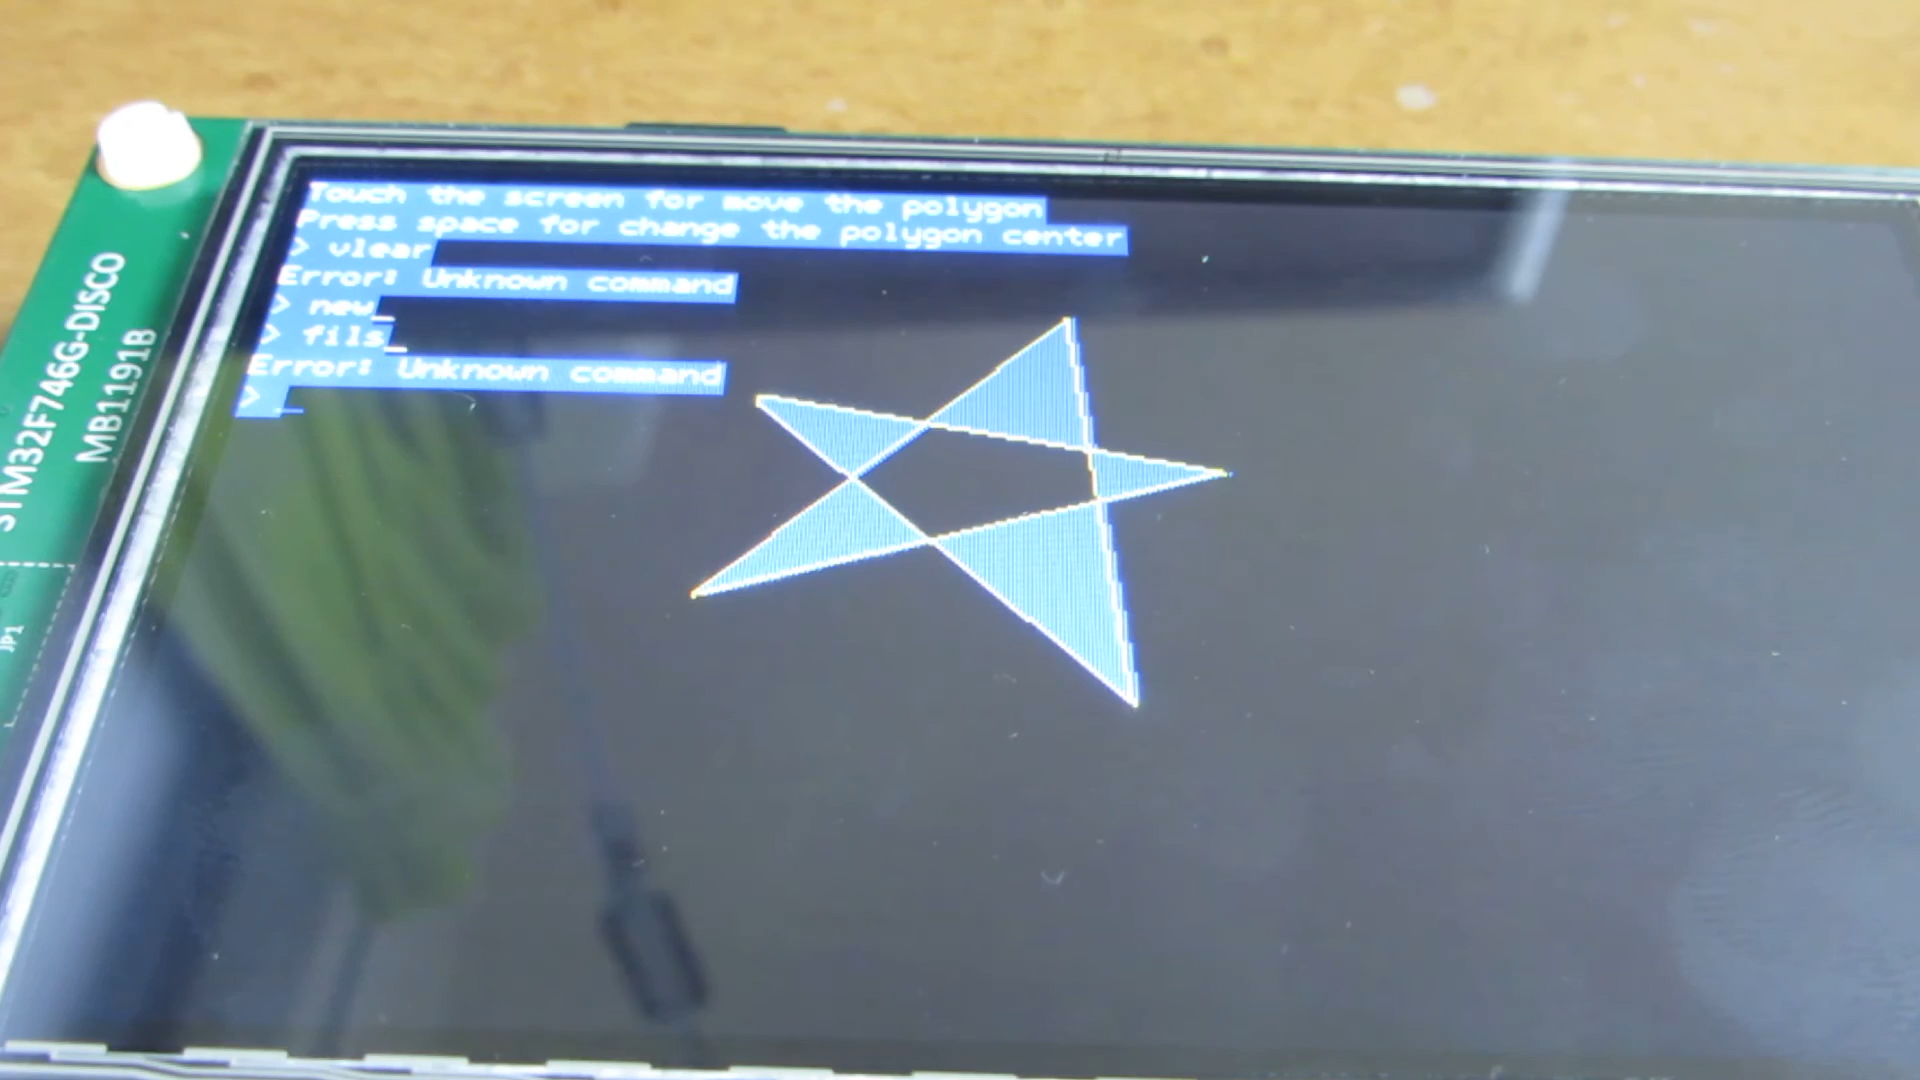 Touch the screen for move the polygon
Press space for change the polygon center
> vlear
Error: Unknown command
> new_
> fils_
Error: Unknown command
> _
STM32F746G-DISCO
MB1191B
JP1